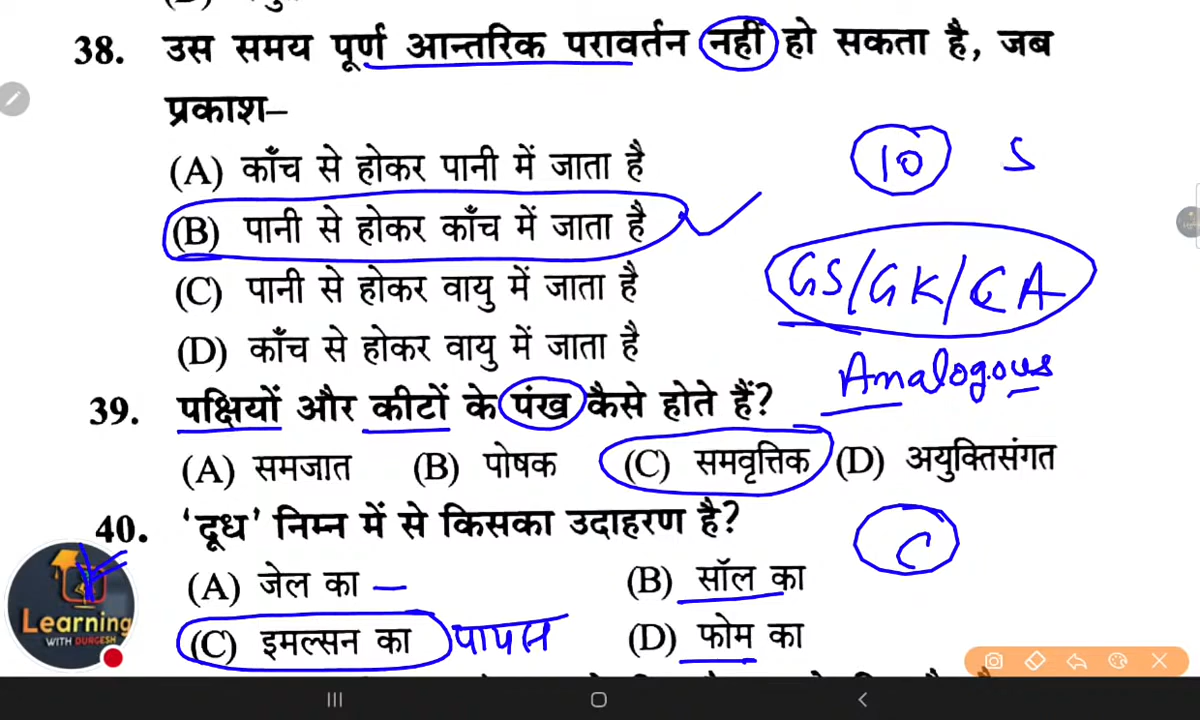 38. उस समय पूर्ण आन्तरिक परावर्तन नहीं हो सकता है, जब
प्रकाश–
(A) काँच से होकर पानी में जाता है
10 S
(B) पानी से होकर काँच में जाता है
(C) पानी से होकर वायु में जाता है
GS/GK/CA
(D) काँच से होकर वायु में जाता है
Analogous
39. पक्षियों और कीटों के पंख कैसे होते हैं?
(A) समजात (B) पोषक (C) समवृत्तिक (D) अयुक्तिसंगत
40. 'दूध' निम्न में से किसका उदाहरण है?
C
(A) जेल का (B) सॉल का
(C) इमल्सन का पायस (D) फोम का
Learning
WITH DURGESH